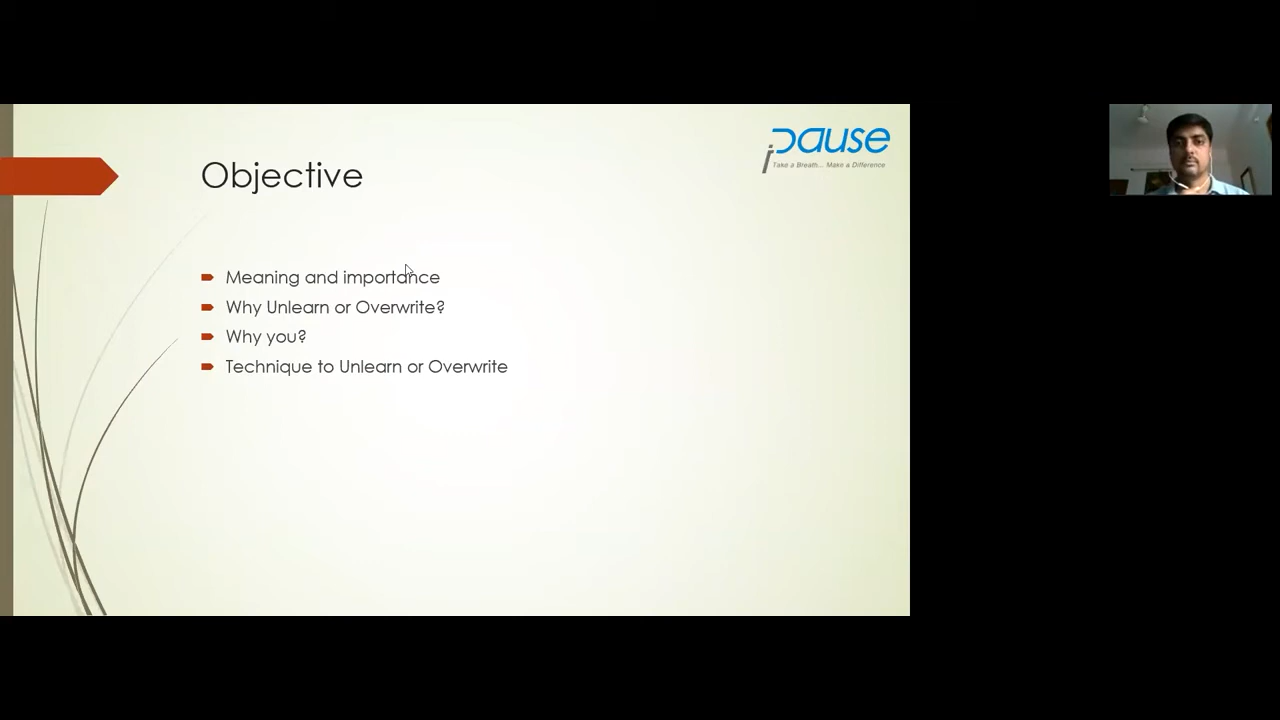 Objective
iPause
Take a Breath... Make a Difference
Meaning and importance
Why Unlearn or Overwrite?
Why you?
Technique to Unlearn or Overwrite